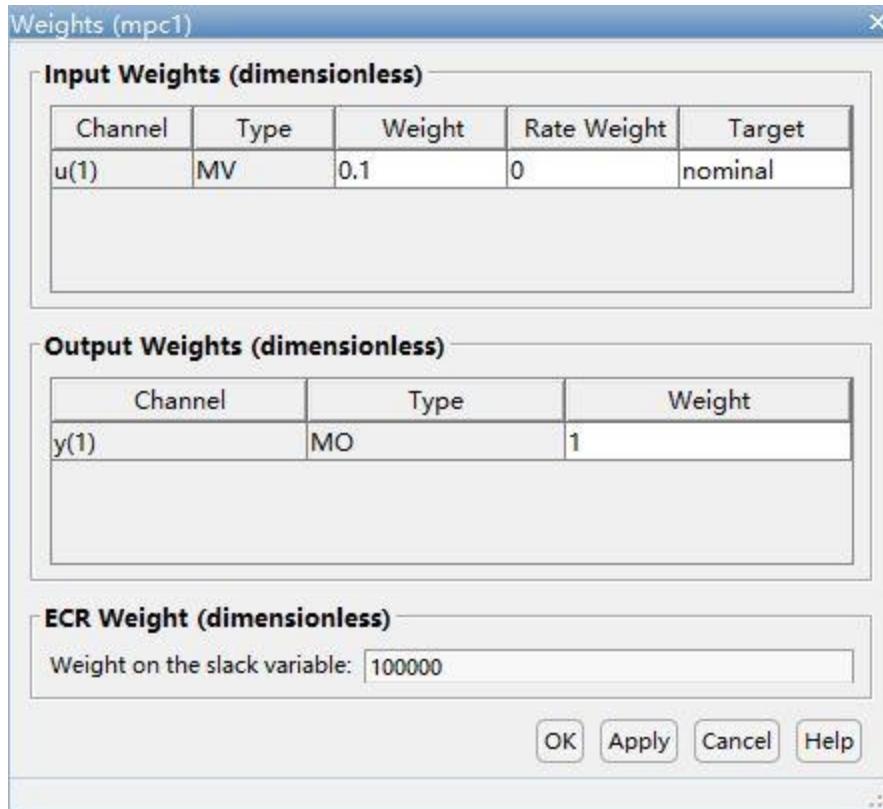 Weights (mpc1)
Input Weights (dimensionless)
Channel Type Weight Rate Weight Target
u(1) MV 0.1 0 nominal
Output Weights (dimensionless)
Channel Type Weight
y(1) MO 1
ECR Weight (dimensionless)
Weight on the slack variable: 100000
OK Apply Cancel Help